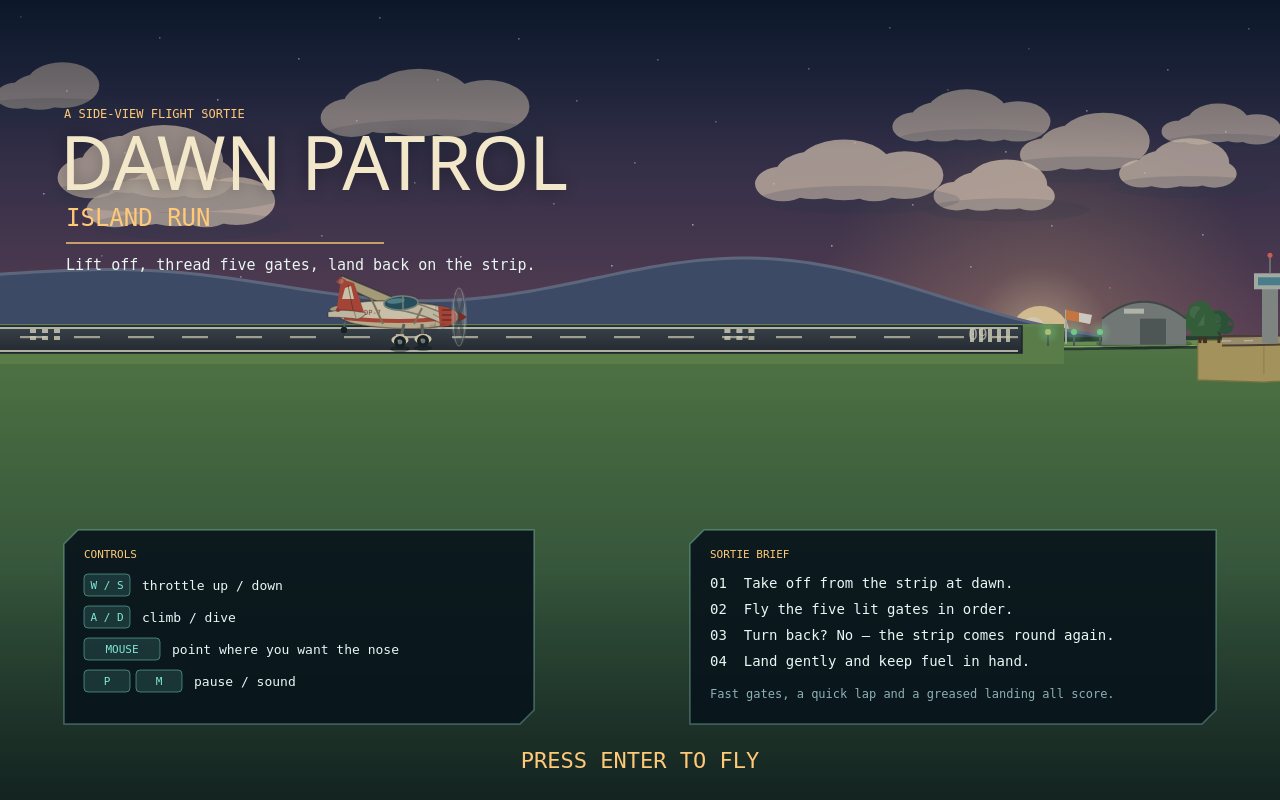 A SIDE-VIEW FLIGHT SORTIE
DAWN PATROL
ISLAND RUN
Lift off, thread five gates, land back on the strip.
09
CONTROLS
W / S throttle up / down
A / D climb / dive
MOUSE point where you want the nose
P M pause / sound
SORTIE BRIEF
01 Take off from the strip at dawn.
02 Fly the five lit gates in order.
03 Turn back? No — the strip comes round again.
04 Land gently and keep fuel in hand.
Fast gates, a quick lap and a greased landing all score.
PRESS ENTER TO FLY